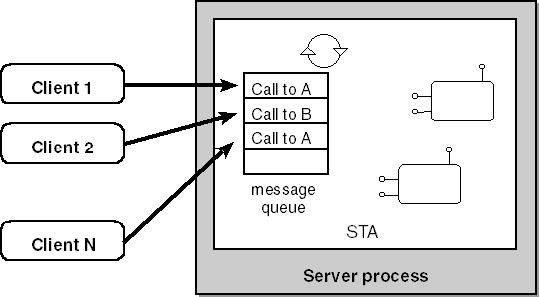 Client 1
Client 2
Client N
Call to A
Call to B
Call to A
message
queue
STA
Server process